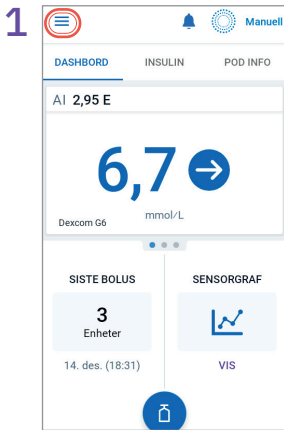 1
Manuell
DASHBORD INSULIN POD INFO
AI 2,95 E
6,7
mmol/L
Dexcom G6
SISTE BOLUS SENSORGRAF
3
Enheter
14. des. (18:31) VIS